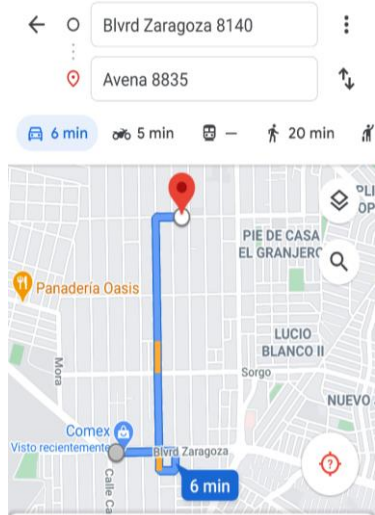 Blvrd Zaragoza 8140
Avena 8835
6 min
5 min
—
20 min
PIE DE CASA
EL GRANJERO
Panadería Oasis
LUCIO
BLANCO II
Mora
Sorgo
NUEVO
Comex
Visto recientemente
Blvrd Zaragoza
Calle Ca
6 min